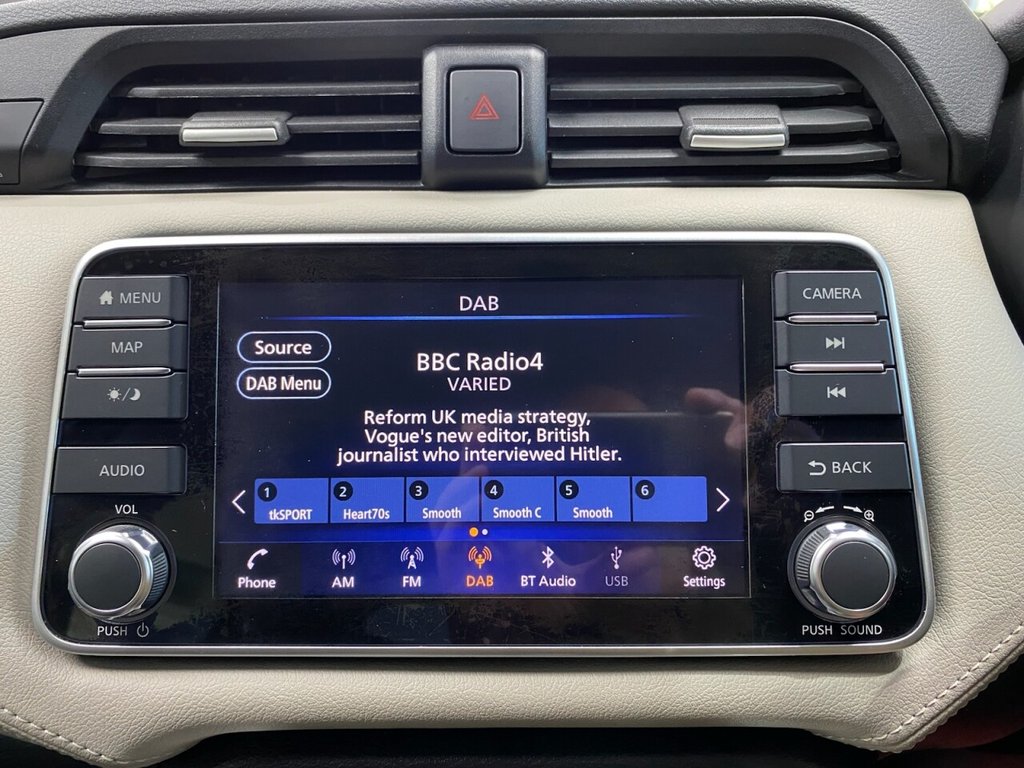 MENU
MAP
AUDIO
VOL
PUSH
DAB
Source
DAB Menu
BBC Radio4
VARIED
Reform UK media strategy,
Vogue's new editor, British
journalist who interviewed Hitler.
1 2 3 4 5 6
tkSPORT Heart70s Smooth Smooth C Smooth
Phone AM FM DAB BT Audio USB Settings
CAMERA
BACK
PUSH SOUND